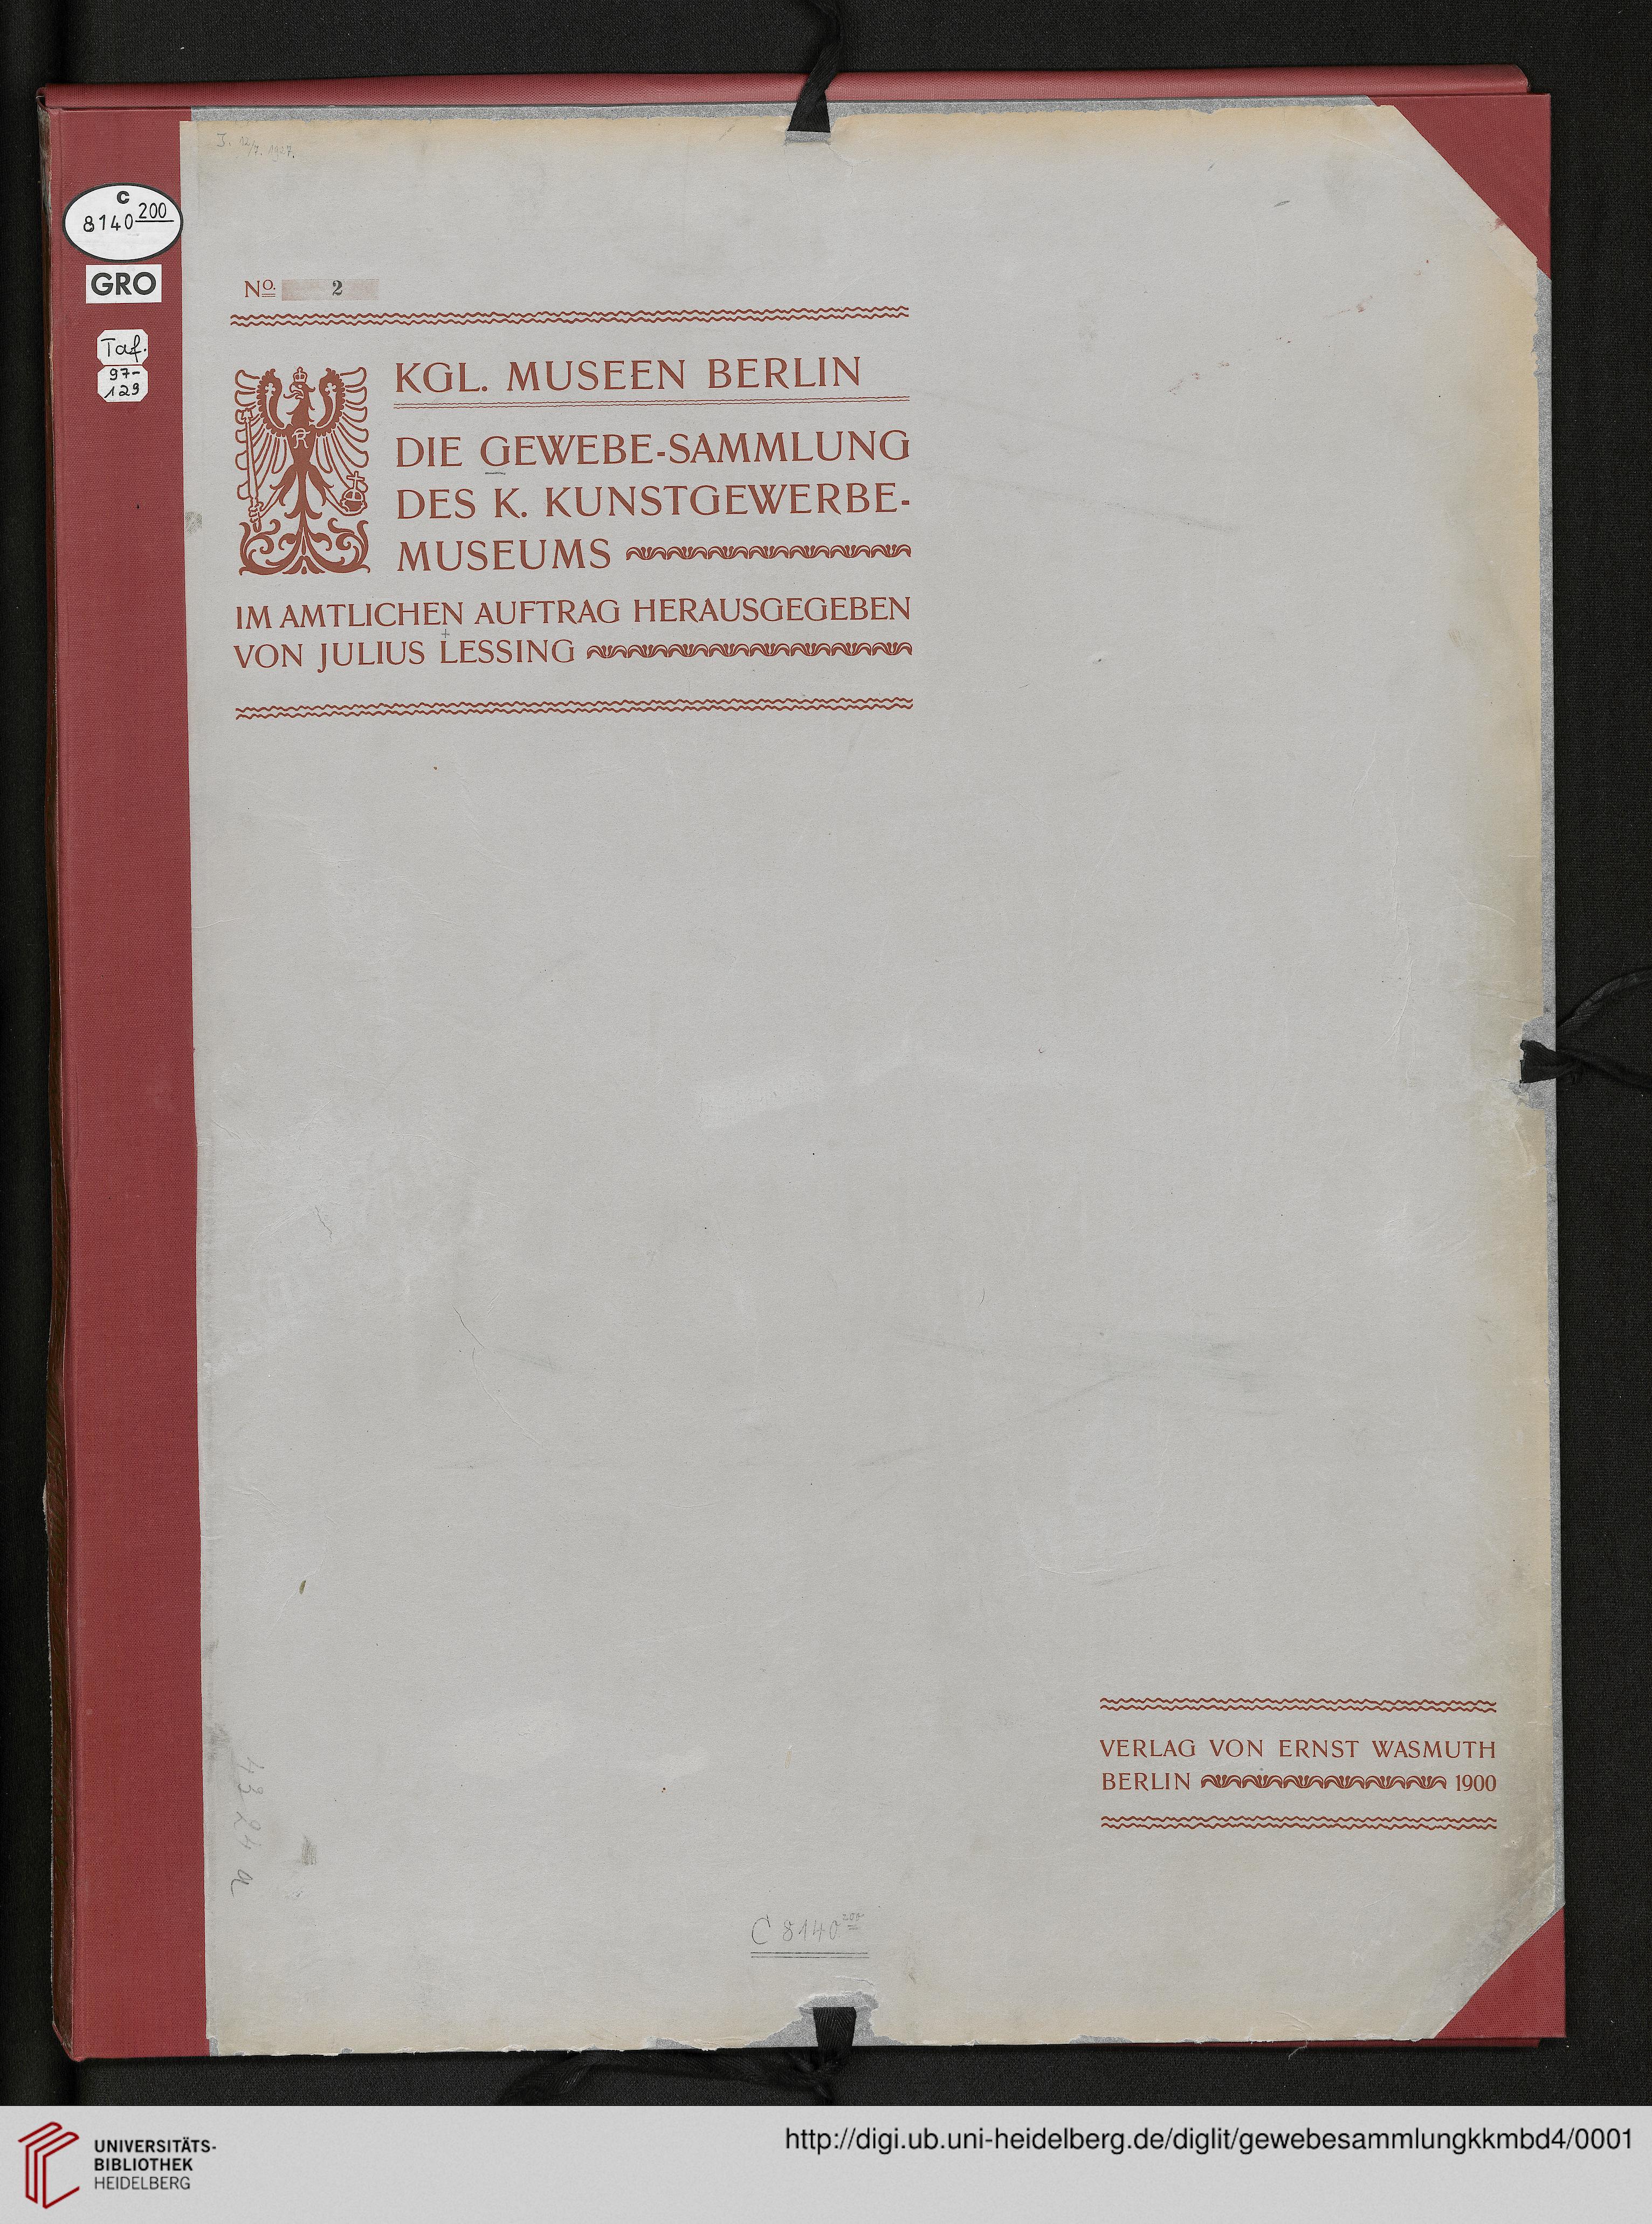 C
8140 200
GRO
Taf.
97-
129
No. 2
KGL. MUSEEN BERLIN
DIE GEWEBE-SAMMLUNG
DES K. KUNSTGEWERBE-
MUSEUMS
IM AMTLICHEN AUFTRAG HERAUSGEGEBEN
VON JULIUS LESSING
VERLAG VON ERNST WASMUTH
BERLIN 1900
4324 a
C 8140 200
UNIVERSITÄTS-
BIBLIOTHEK
HEIDELBERG
http://digi.ub.uni-heidelberg.de/diglit/gewebesammlungkkmbd4/0001